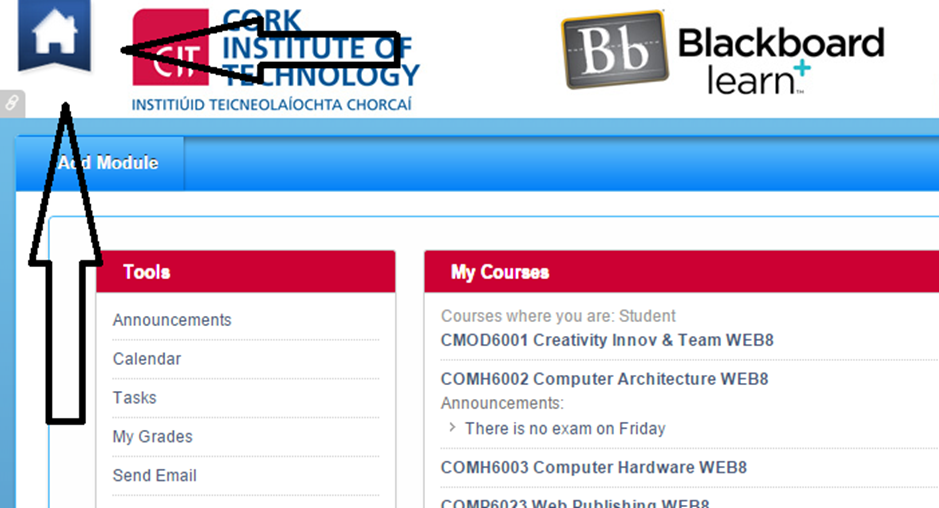 CORK
INSTITUTE OF
TECHNOLOGY
CIT
INSTITIÚID TEICNEOLAÍOCHTA CHORCAÍ
Bb
Blackboard
learn+™
Add Module
Tools
Announcements
Calendar
Tasks
My Grades
Send Email
My Courses
Courses where you are: Student
CMOD6001 Creativity Innov & Team WEB8
COMH6002 Computer Architecture WEB8
Announcements:
There is no exam on Friday
COMH6003 Computer Hardware WEB8
COMP6023 Web Publishing WEB8